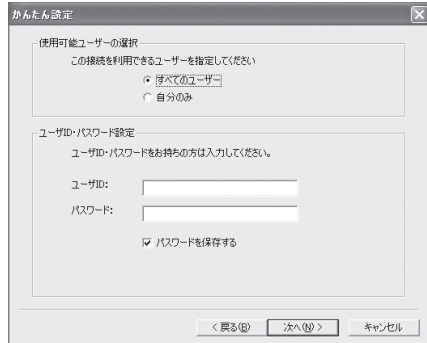 かんたん設定
使用可能ユーザーの選択
この接続を利用できるユーザーを指定してください
すべてのユーザー
自分のみ
ユーザID・パスワード設定
ユーザID・パスワードをお持ちの方は入力してください。
ユーザID:
パスワード:
パスワードを保存する
< 戻る(B) 次へ(N) > キャンセル